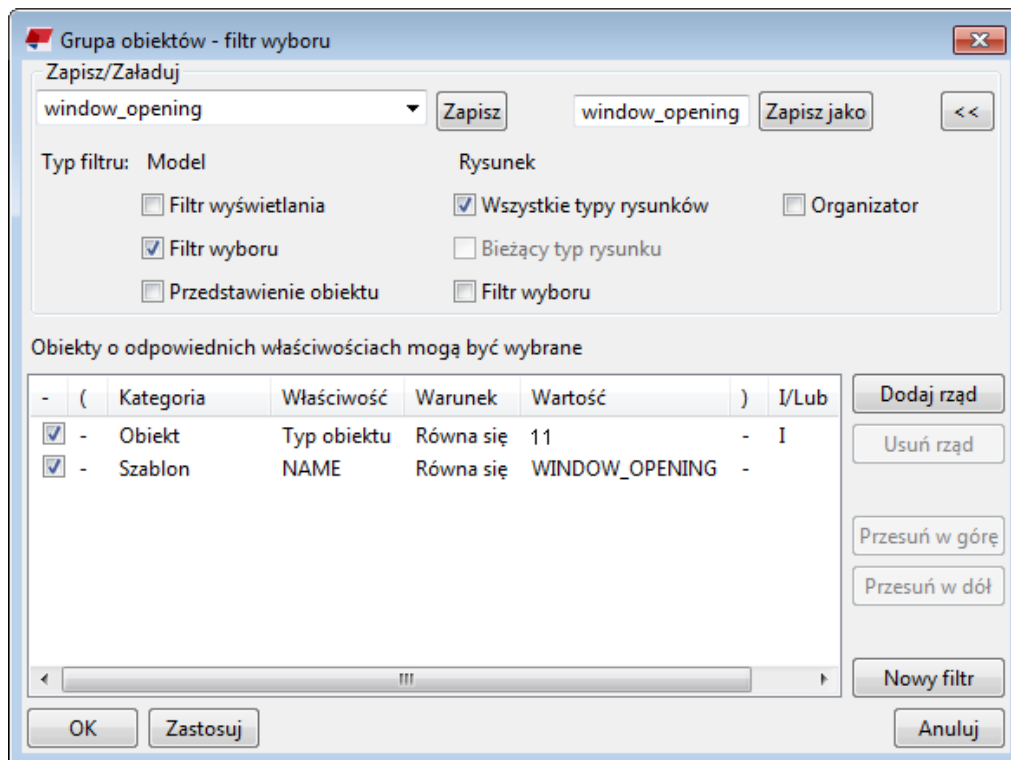 Grupa obiektów - filtr wyboru
Zapisz/Załaduj
window_opening Zapisz window_opening Zapisz jako <<
Typ filtru: Model Rysunek
Filtr wyświetlania Wszystkie typy rysunków Organizator
Filtr wyboru Bieżący typ rysunku
Przedstawienie obiektu Filtr wyboru
Obiekty o odpowiednich właściwościach mogą być wybrane
- ( Kategoria Właściwość Warunek Wartość ) I/Lub Dodaj rząd
- Obiekt Typ obiektu Równa się 11 - I
Usuń rząd
- Szablon NAME Równa się WINDOW_OPENING -
Przesuń w górę
Przesuń w dół
Nowy filtr
OK Zastosuj Anuluj